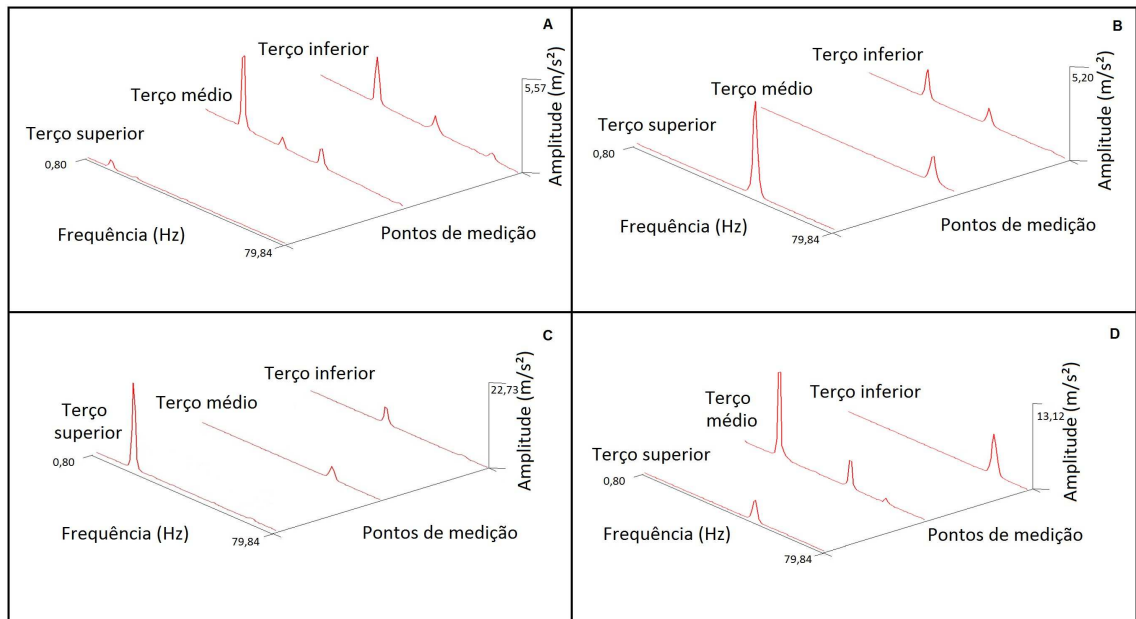 A
Terço inferior
Terço médio
Terço superior
0,80
5,57
Amplitude (m/s²)
Frequência (Hz)
79,84
Pontos de medição
B
Terço inferior
Terço médio
Terço superior
0,80
5,20
Amplitude (m/s²)
Frequência (Hz)
79,84
Pontos de medição
C
Terço inferior
Terço médio
Terço
superior
0,80
22,73
Amplitude (m/s²)
Frequência (Hz)
79,84
Pontos de medição
D
Terço inferior
Terço
médio
Terço superior
0,80
13,12
Amplitude (m/s²)
Frequência (Hz)
79,84
Pontos de medição